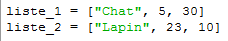 liste_1 = ["Chat", 5, 30]
liste_2 = ["Lapin", 23, 10]